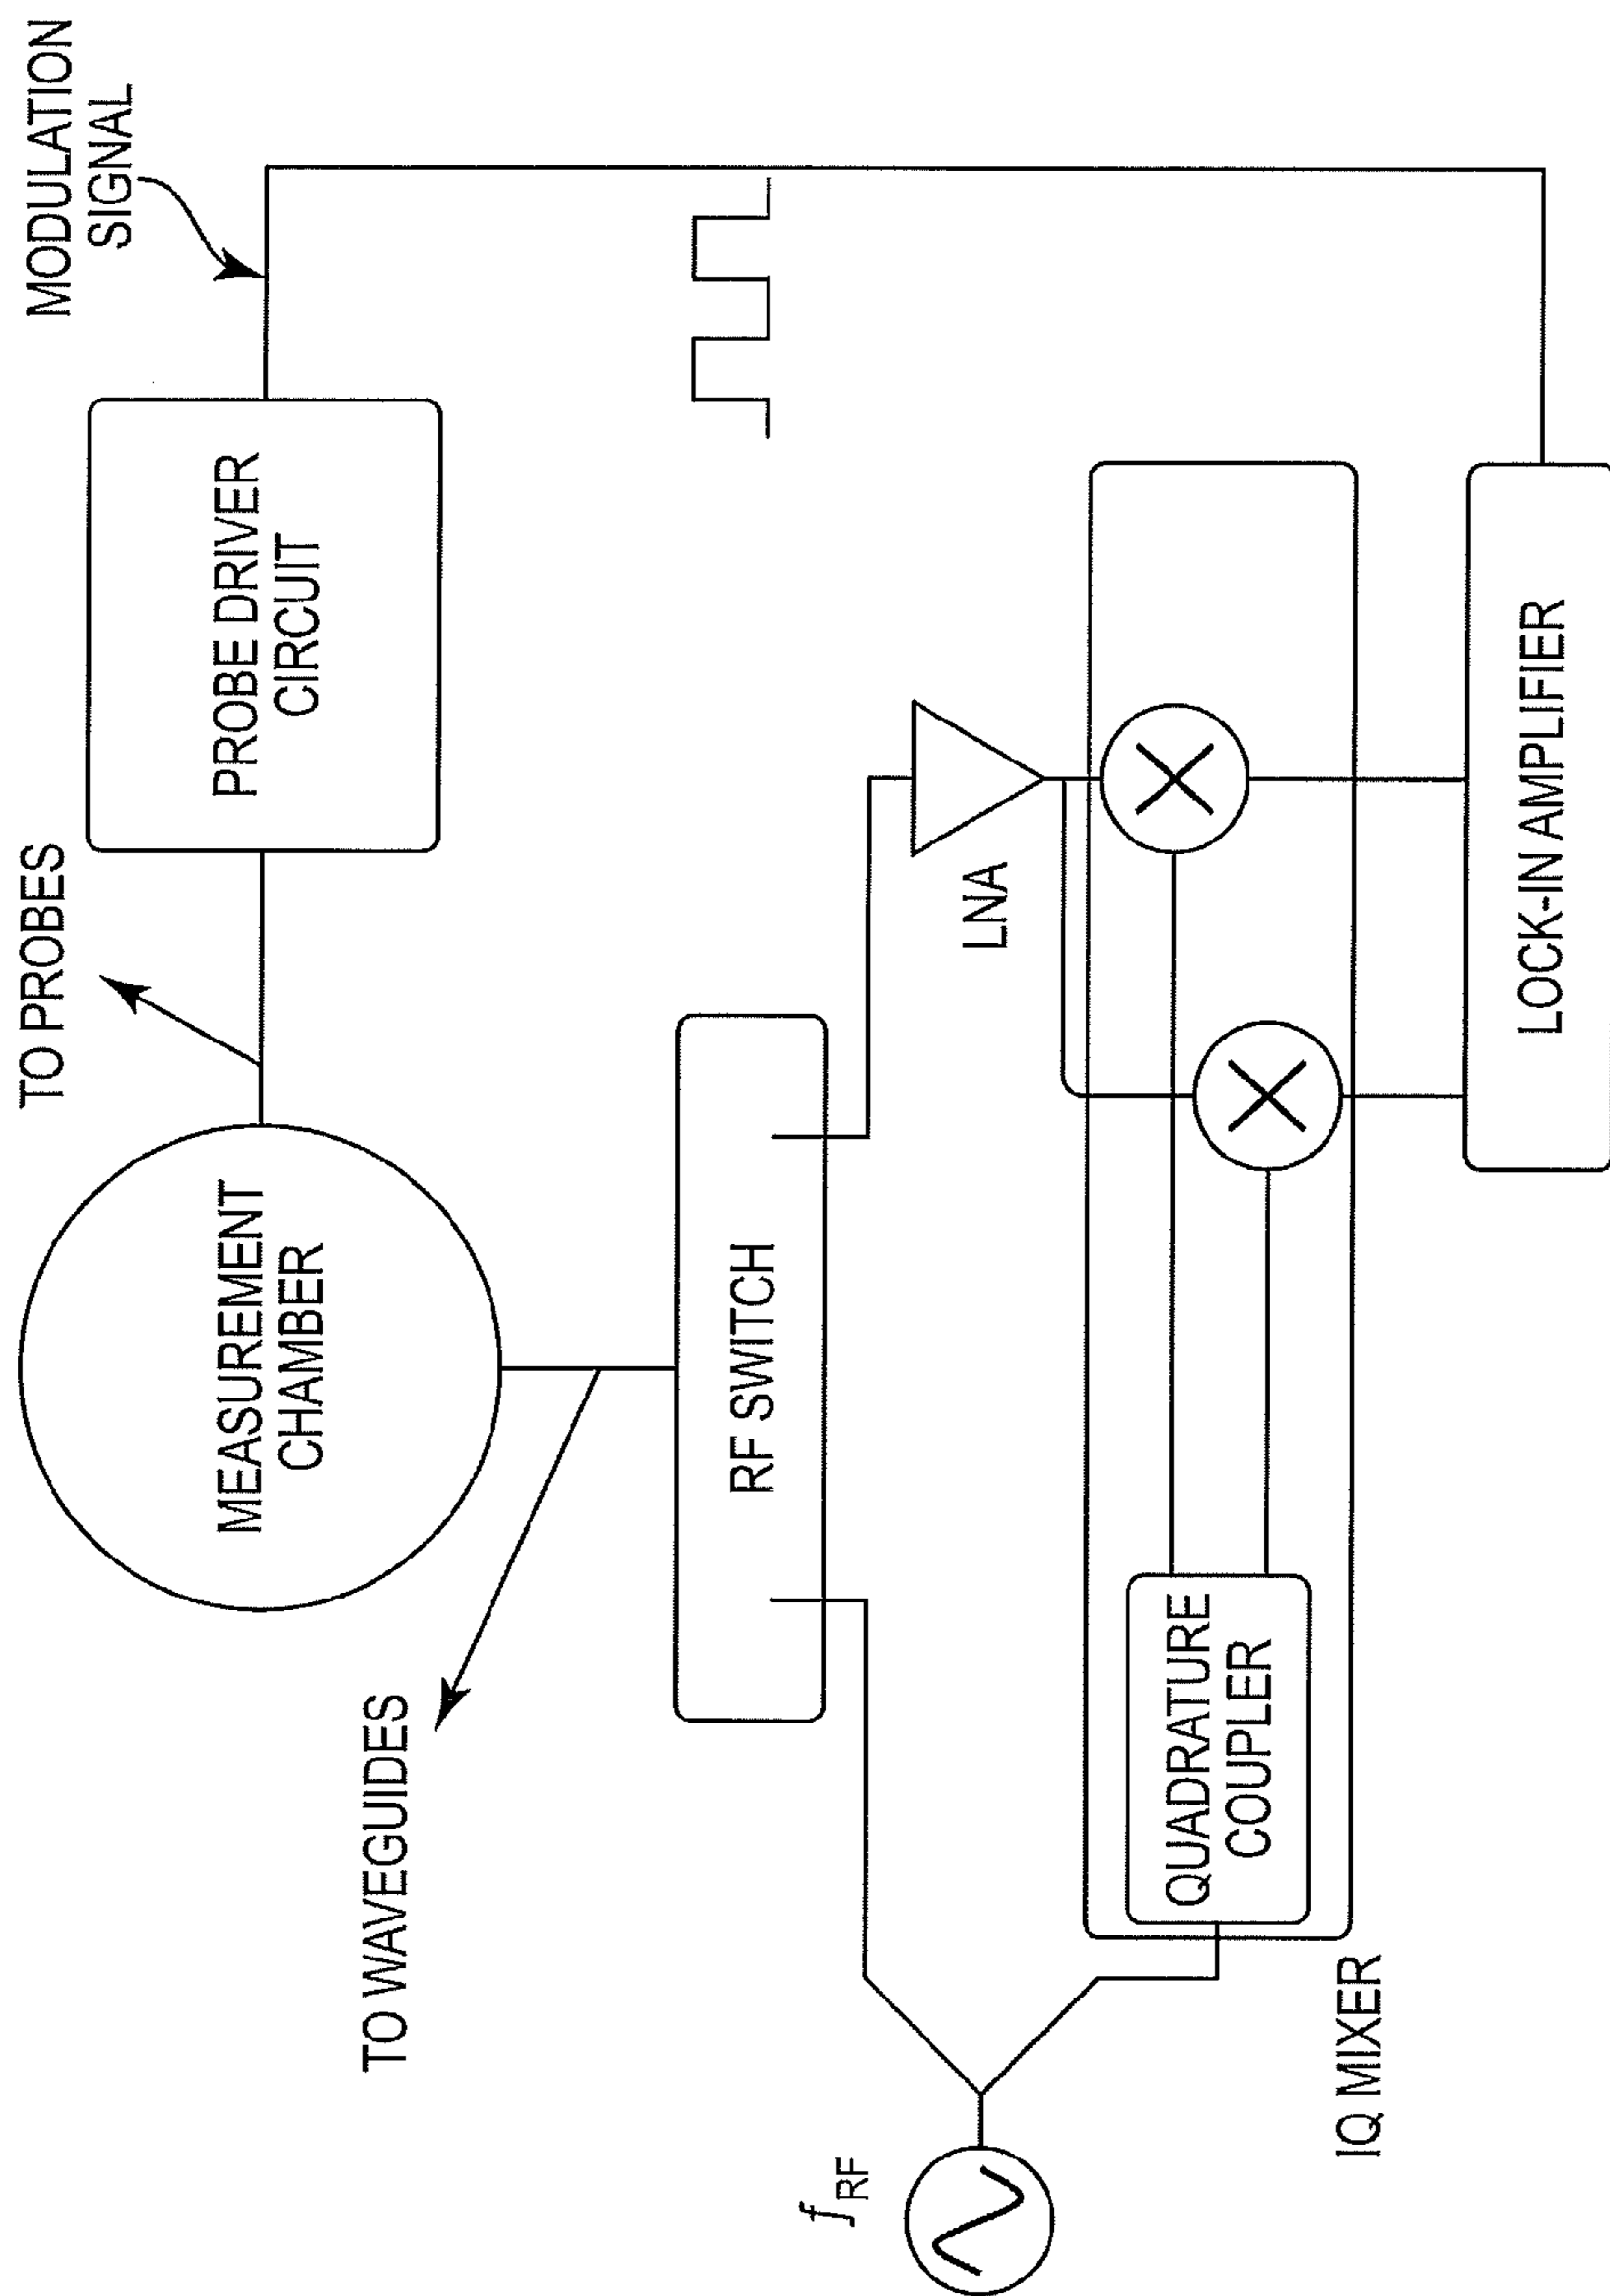 MEASUREMENT
CHAMBER
TO PROBES
PROBE DRIVER
CIRCUIT
MODULATION
SIGNAL
TO WAVEGUIDES
RF SWITCH
fRF
LNA
QUADRATURE
COUPLER
IQ MIXER
LOCK-IN AMPLIFIER